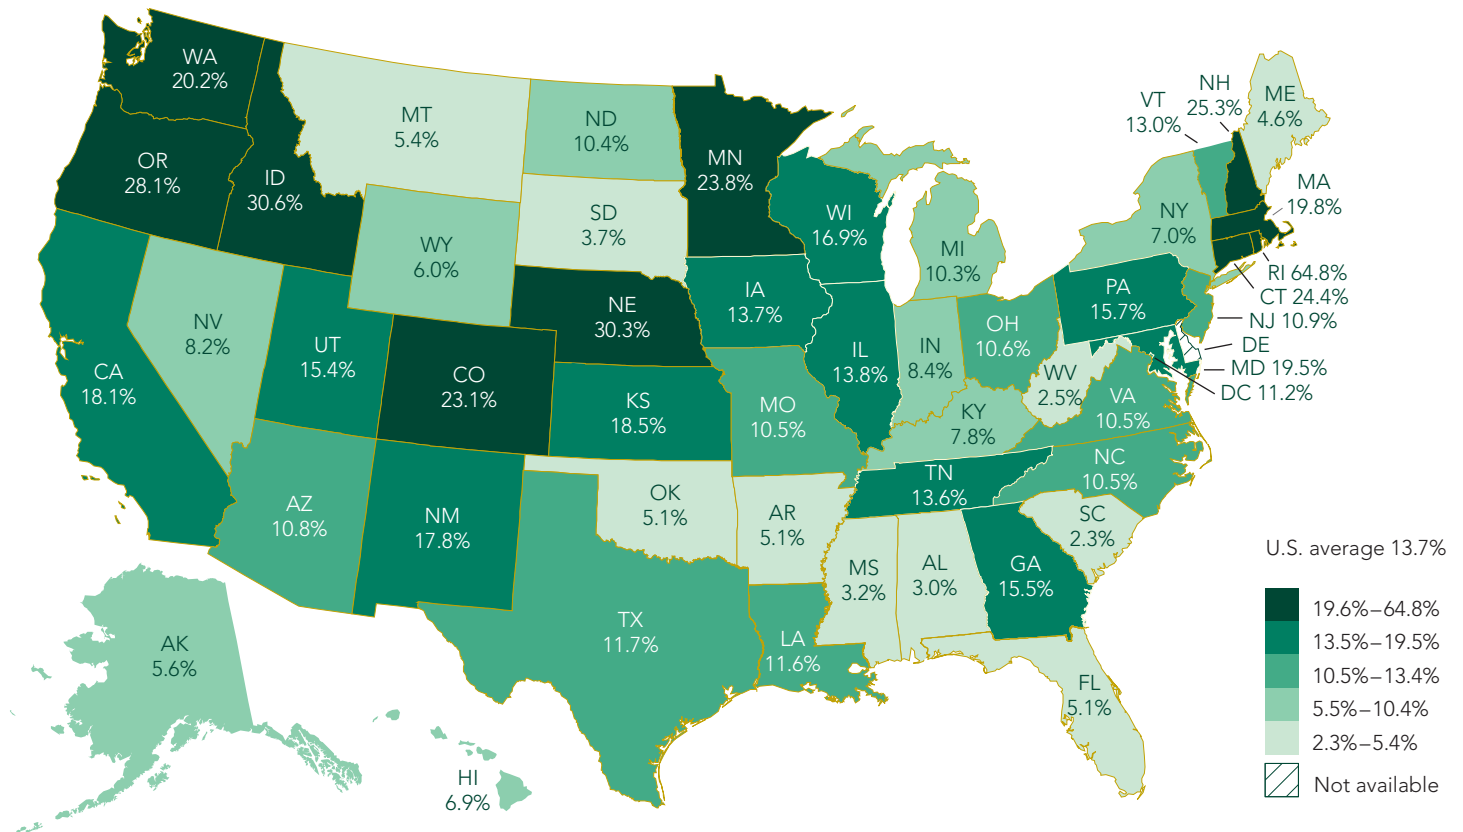 WA
20.2%
OR
28.1%
ID
30.6%
MT
5.4%
ND
10.4%
MN
23.8%
SD
3.7%
WI
16.9%
WY
6.0%
MI
10.3%
NY
7.0%
VT
13.0%
NH
25.3%
ME
4.6%
MA
19.8%
RI 64.8%
CT 24.4%
NJ 10.9%
DE
MD 19.5%
DC 11.2%
PA
15.7%
NE
30.3%
IA
13.7%
NV
8.2%
UT
15.4%
CO
23.1%
CA
18.1%
KS
18.5%
MO
10.5%
IL
13.8%
IN
8.4%
OH
10.6%
WV
2.5%
VA
10.5%
KY
7.8%
NC
10.5%
TN
13.6%
SC
2.3%
AZ
10.8%
NM
17.8%
OK
5.1%
AR
5.1%
MS
3.2%
AL
3.0%
GA
15.5%
TX
11.7%
LA
11.6%
FL
5.1%
AK
5.6%
HI
6.9%
U.S. average 13.7%
19.6%–64.8%
13.5%–19.5%
10.5%–13.4%
5.5%–10.4%
2.3%–5.4%
Not available